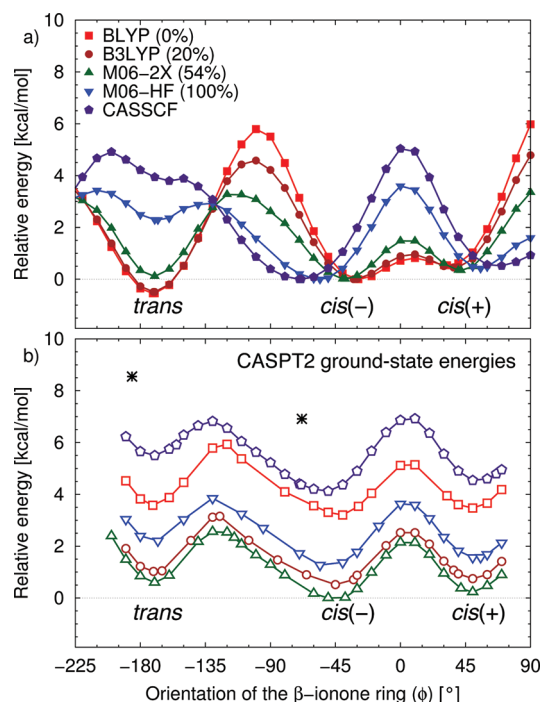 a)
BLYP (0%)
B3LYP (20%)
M06−2X (54%)
M06−HF (100%)
CASSCF
Relative energy [kcal/mol]
10
8
6
4
2
0
trans
cis(−)
cis(+)
b)
CASPT2 ground-state energies
Relative energy [kcal/mol]
10
8
6
4
2
0
trans
cis(−)
cis(+)
−225 −180 −135 −90 −45 0 45 90
Orientation of the β−ionone ring (ϕ) [°]